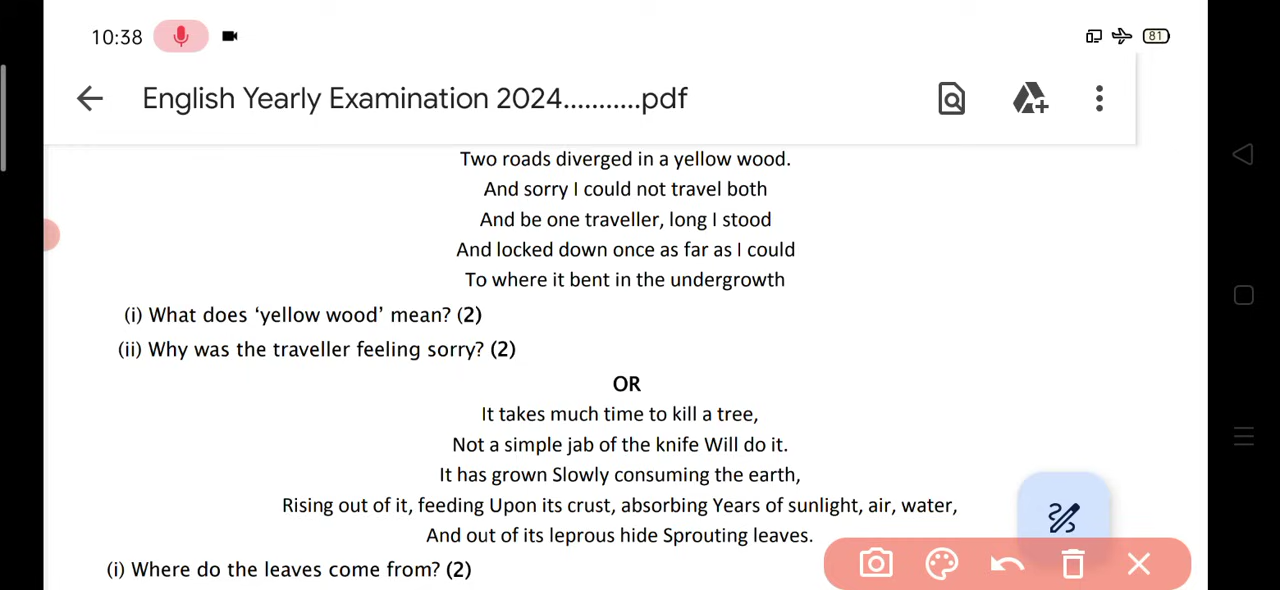 10:38
81
English Yearly Examination 2024...........pdf
Two roads diverged in a yellow wood.
And sorry I could not travel both
And be one traveller, long I stood
And locked down once as far as I could
To where it bent in the undergrowth
(i) What does ‘yellow wood’ mean? (2)
(ii) Why was the traveller feeling sorry? (2)
OR
It takes much time to kill a tree,
Not a simple jab of the knife Will do it.
It has grown Slowly consuming the earth,
Rising out of it, feeding Upon its crust, absorbing Years of sunlight, air, water,
And out of its leprous hide Sprouting leaves.
(i) Where do the leaves come from? (2)